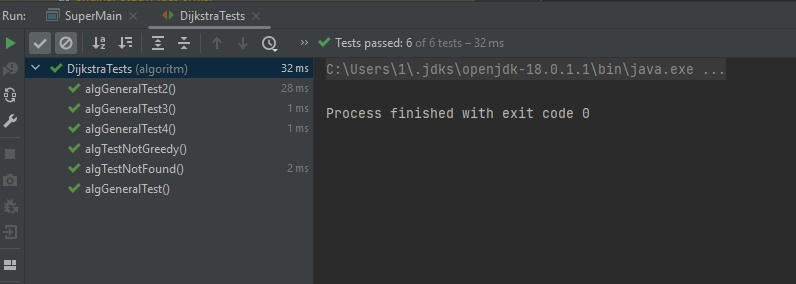 Run: SuperMain × DijkstraTests ×
» Tests passed: 6 of 6 tests – 32 ms
DijkstraTests (algoritm) 32 ms
algGeneralTest2() 28 ms
algGeneralTest3() 1 ms
algGeneralTest4() 1 ms
algTestNotGreedy()
algTestNotFound() 2 ms
algGeneralTest()
C:\Users\1\.jdks\openjdk-18.0.1.1\bin\java.exe ...
Process finished with exit code 0